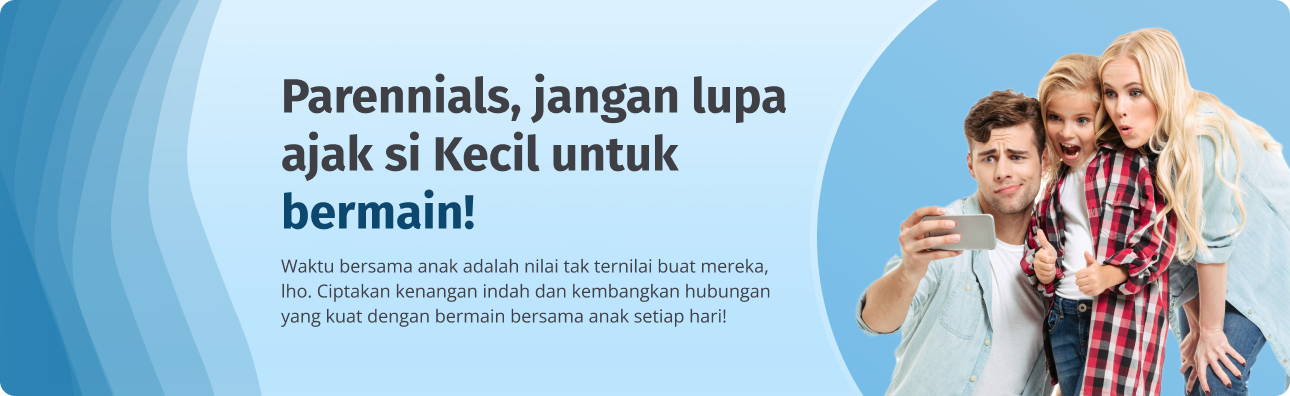 Parennials, jangan lupa
ajak si Kecil untuk
bermain!
Waktu bersama anak adalah nilai tak ternilai buat mereka,
lho. Ciptakan kenangan indah dan kembangkan hubungan
yang kuat dengan bermain bersama anak setiap hari!